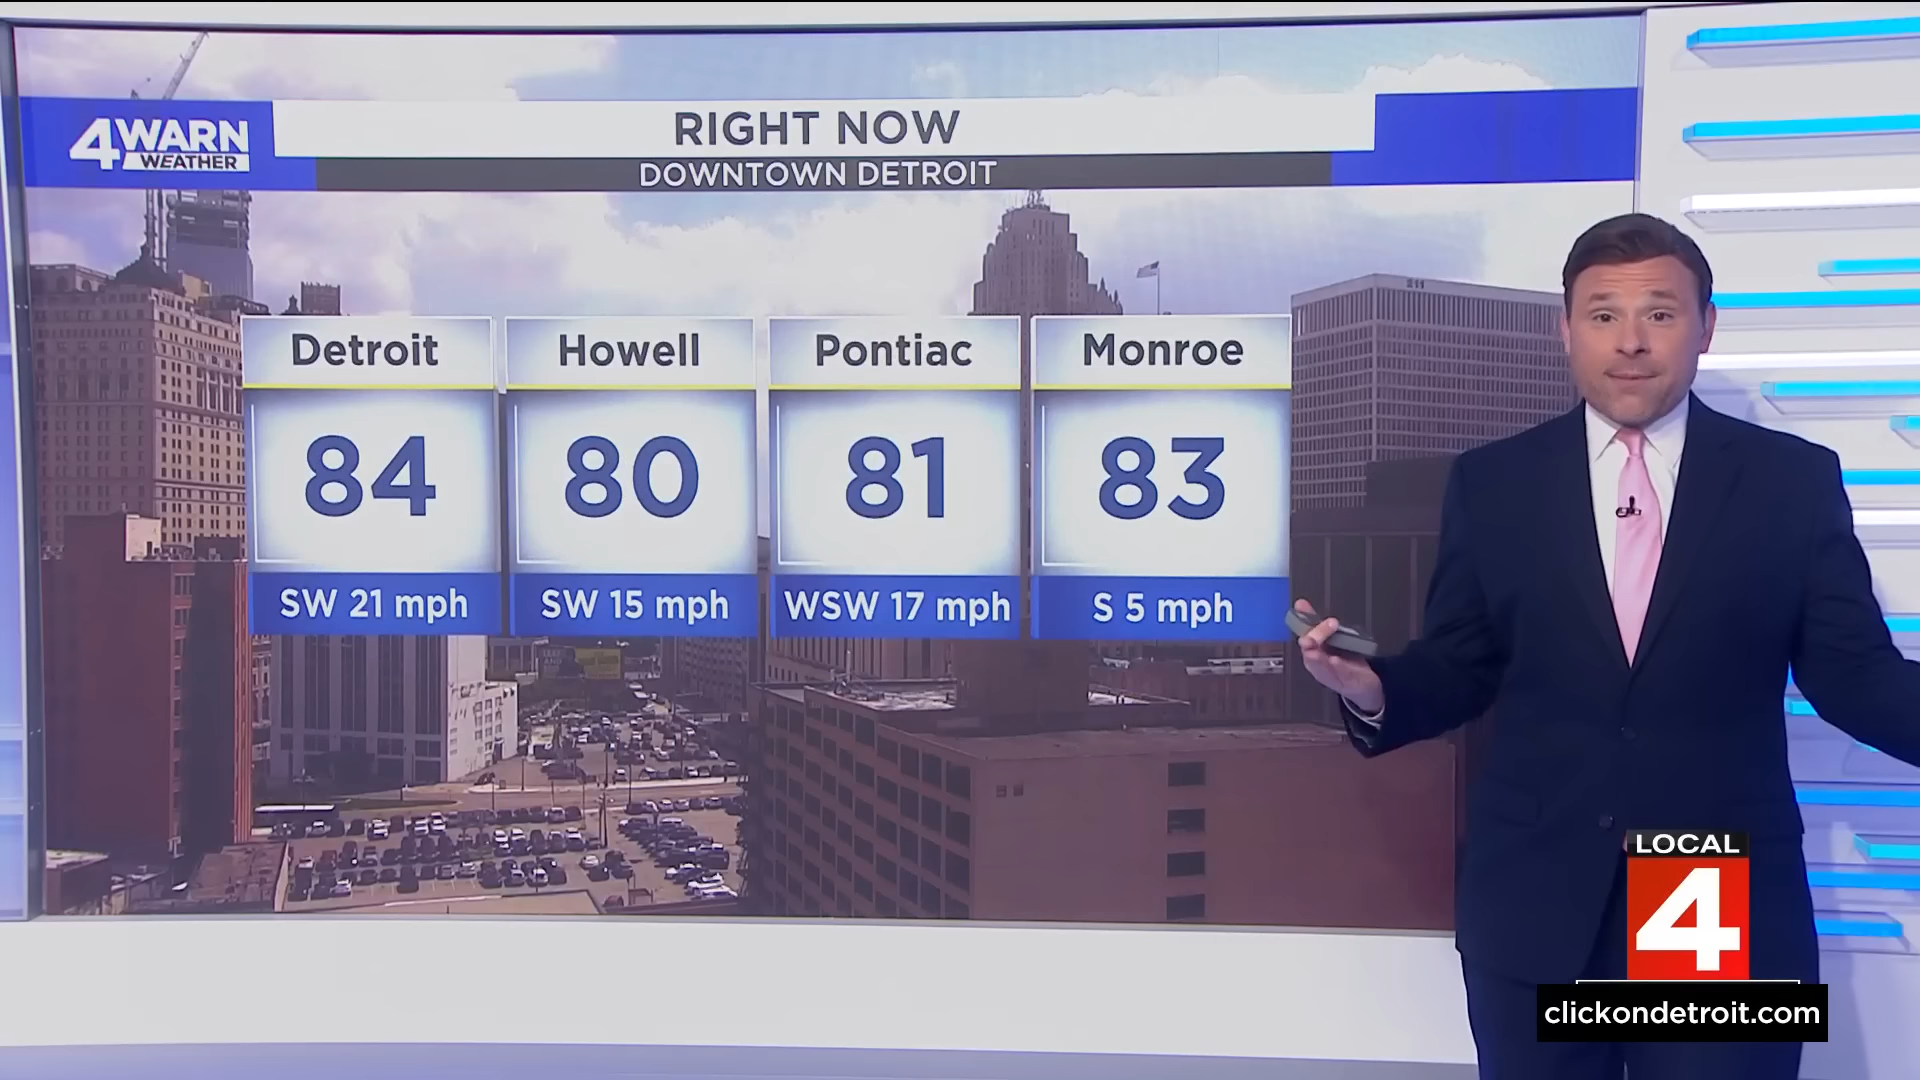 4WARN
WEATHER
RIGHT NOW
DOWNTOWN DETROIT
Detroit
84
SW 21 mph
Howell
80
SW 15 mph
Pontiac
81
WSW 17 mph
Monroe
83
S 5 mph
LOCAL
4
clickondetroit.com